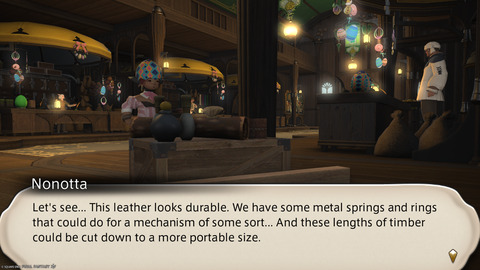 Nonotta
Let's see... This leather looks durable. We have some metal springs and rings
that could do for a mechanism of some sort... And these lengths of timber
could be cut down to a more portable size.